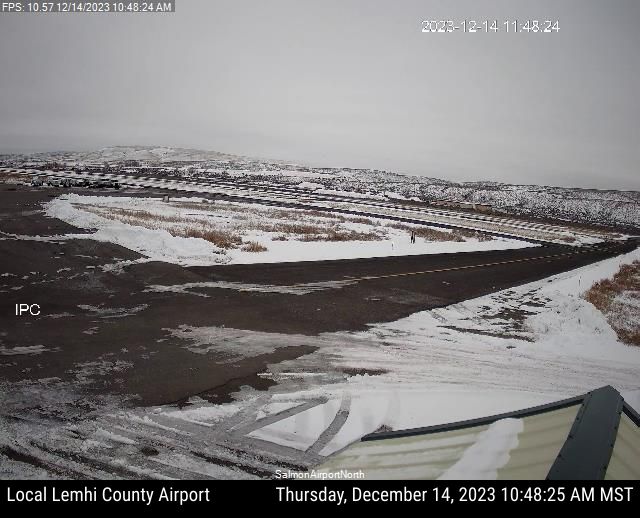 FPS: 10.57 12/14/2023 10:48:24 AM
2023-12-14 11:48:24
IPC
SalmonAirportNorth
Local Lemhi County Airport Thursday, December 14, 2023 10:48:25 AM MST